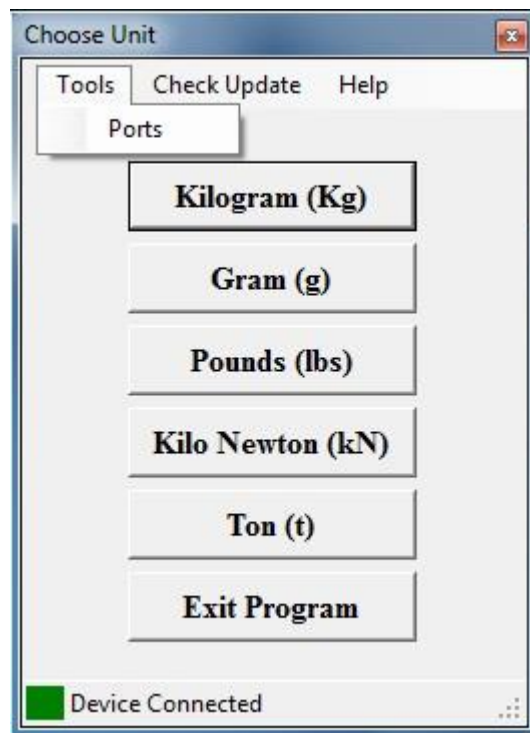 Choose Unit
Tools Check Update Help
Ports
Kilogram (Kg)
Gram (g)
Pounds (lbs)
Kilo Newton (kN)
Ton (t)
Exit Program
Device Connected